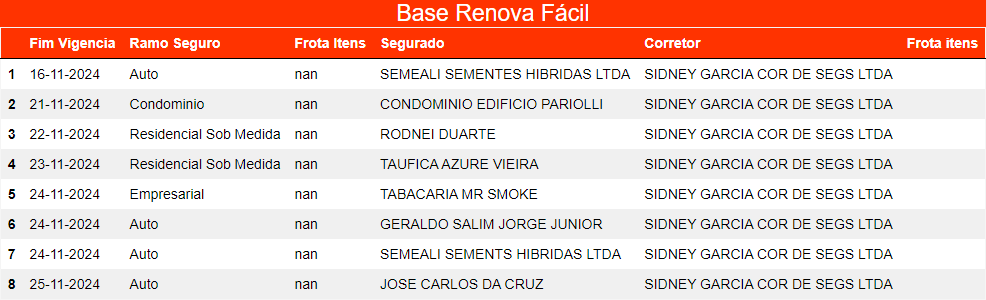 Base Renova Fácil
Fim Vigencia Ramo Seguro Frota Itens Segurado Corretor Frota itens
1 16-11-2024 Auto nan SEMEALI SEMENTES HIBRIDAS LTDA SIDNEY GARCIA COR DE SEGS LTDA
2 21-11-2024 Condominio nan CONDOMINIO EDIFICIO PARIOLLI SIDNEY GARCIA COR DE SEGS LTDA
3 22-11-2024 Residencial Sob Medida nan RODNEI DUARTE SIDNEY GARCIA COR DE SEGS LTDA
4 23-11-2024 Residencial Sob Medida nan TAUFICA AZURE VIEIRA SIDNEY GARCIA COR DE SEGS LTDA
5 24-11-2024 Empresarial nan TABACARIA MR SMOKE SIDNEY GARCIA COR DE SEGS LTDA
6 24-11-2024 Auto nan GERALDO SALIM JORGE JUNIOR SIDNEY GARCIA COR DE SEGS LTDA
7 24-11-2024 Auto nan SEMEALI SEMENTS HIBRIDAS LTDA SIDNEY GARCIA COR DE SEGS LTDA
8 25-11-2024 Auto nan JOSE CARLOS DA CRUZ SIDNEY GARCIA COR DE SEGS LTDA